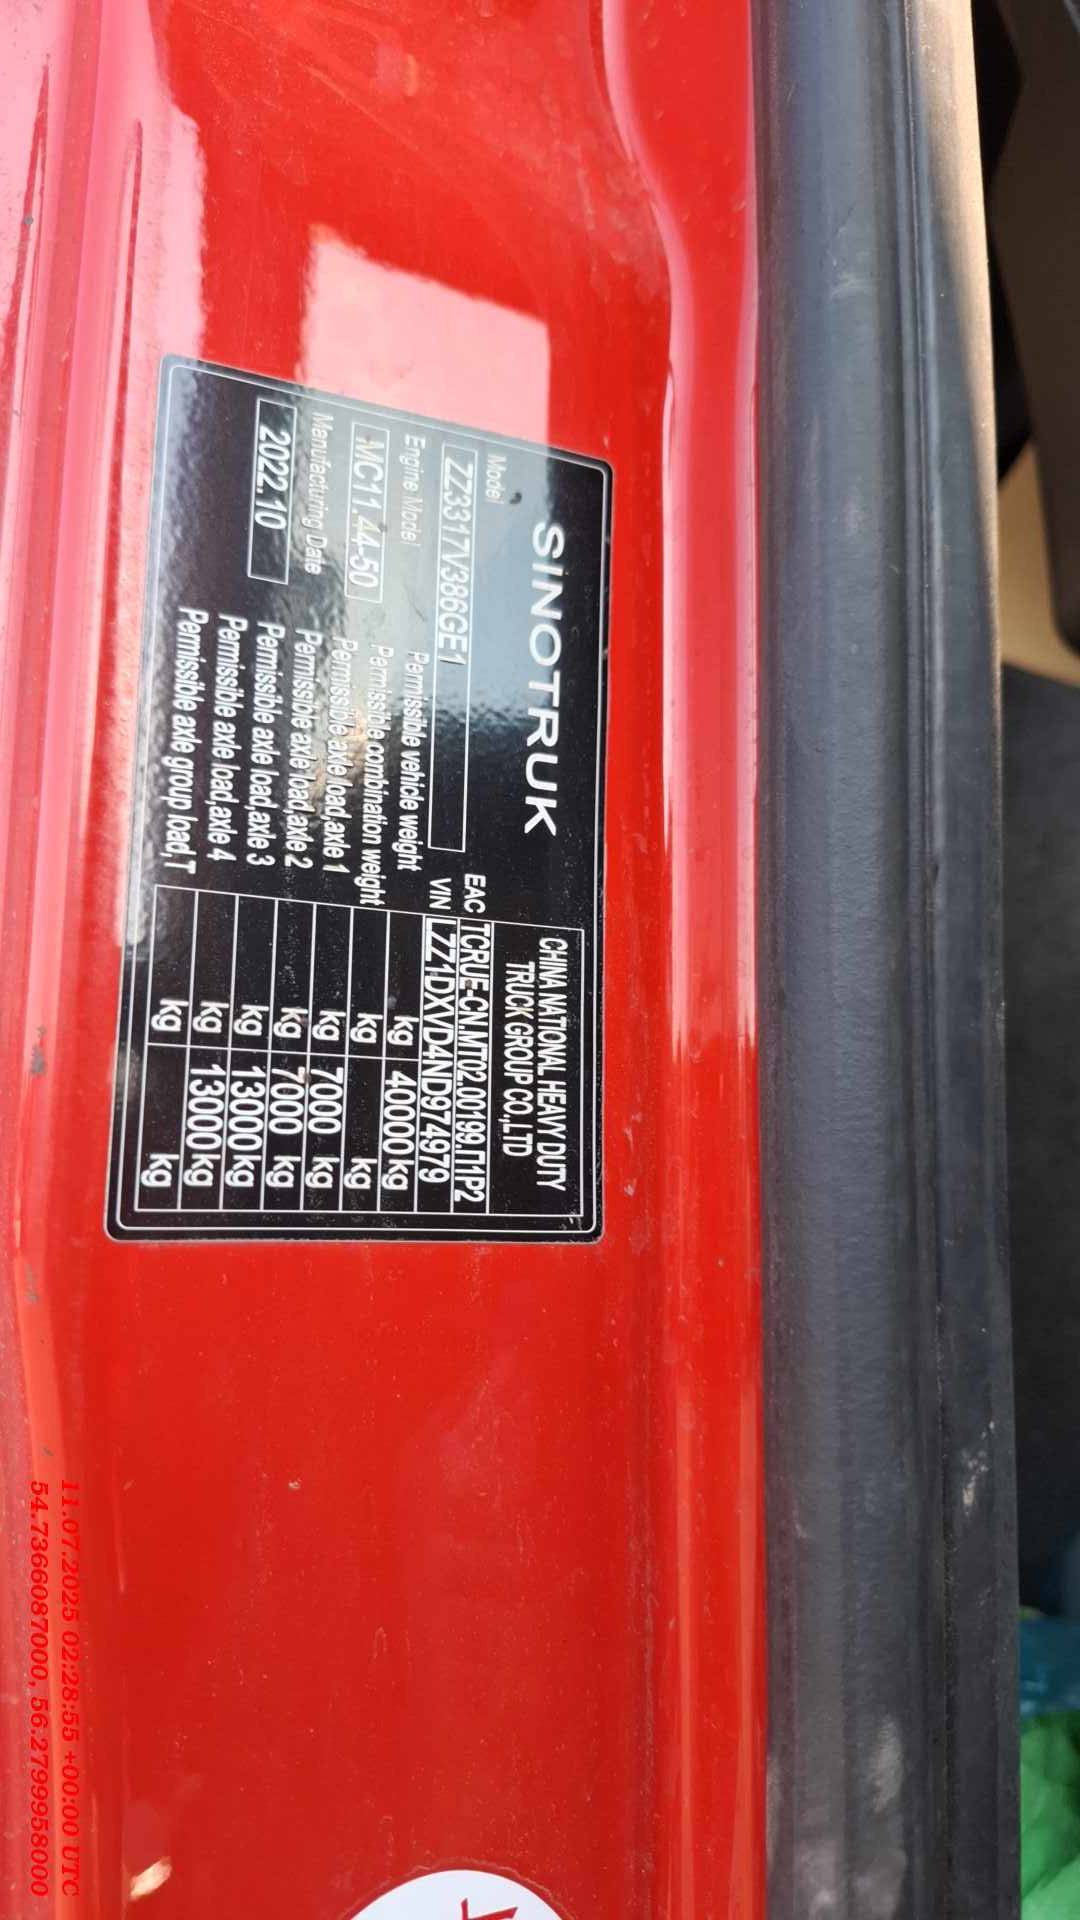 SINOTRUK
CHINA NATIONAL HEAVY DUTY
TRUCK GROUP CO.,LTD
Model
ZZ3317V386GE1
EAC TCRUE-CN.MT02.00199.П1P2
VIN LZZ1DXVD4ND974979
Engine Model
MC11.44-50
Manufacturing Date
2022.10
Permissible vehicle weight kg 40000 kg
Permissible combination weight kg kg
Permissible axle load,axle 1 kg 7000 kg
Permissible axle load,axle 2 kg 7000 kg
Permissible axle load,axle 3 kg 13000 kg
Permissible axle load,axle 4 kg 13000 kg
Permissible axle group load,T kg kg
11.07.2025 02:28:55 +00:00 UTC
54.7366087000, 56.2799958000